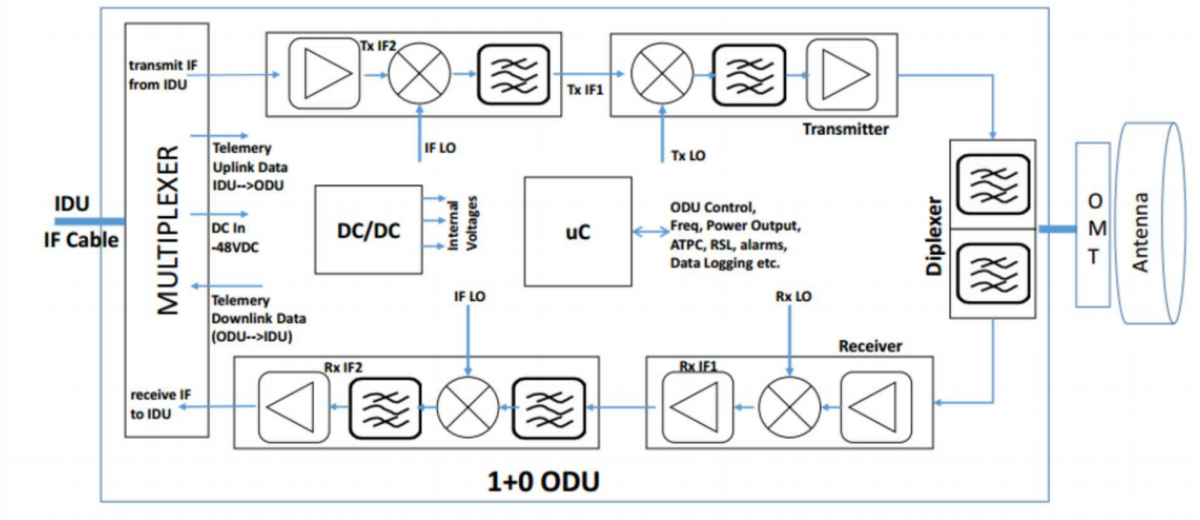 transmit IF
from IDU
Tx IF2
IF LO
Tx IF1
Tx LO
Transmitter
MULTIPLEXER
Telemetry
Uplink Data
IDU-->ODU
IDU
IF Cable
DC In
-48VDC
DC/DC
Internal
Voltages
uC
ODU Control,
Freq, Power Output,
ATPC, RSL, alarms,
Data Logging etc.
Diplexer
O
M
T
Antenna
Telemery
Downlink Data
(ODU-->IDU)
IF LO
Rx LO
Receiver
Rx IF2
Rx IF1
receive IF
to IDU
1+0 ODU